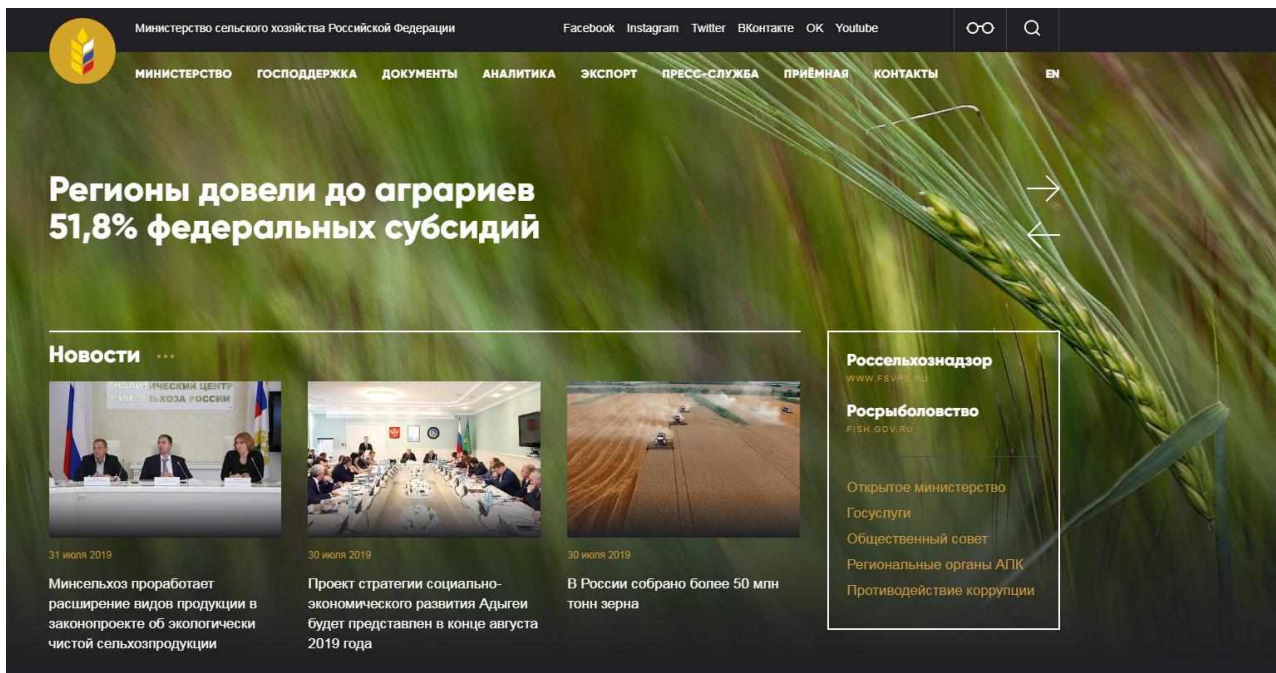 Министерство сельского хозяйства Российской Федерации
Facebook Instagram Twitter ВКонтакте OK Youtube
МИНИСТЕРСТВО ГОСПОДДЕРЖКА ДОКУМЕНТЫ АНАЛИТИКА ЭКСПОРТ ПРЕСС-СЛУЖБА ПРИЁМНАЯ КОНТАКТЫ EN
Регионы довели до аграриев
51,8% федеральных субсидий
Новости ...
АНАЛИТИЧЕСКИЙ ЦЕНТР
МИНСЕЛЬХОЗА РОССИИ
31 июля 2019
Минсельхоз проработает
расширение видов продукции в
законопроекте об экологически
чистой сельхозпродукции
30 июля 2019
Проект стратегии социально-
экономического развития Адыгеи
будет представлен в конце августа
2019 года
30 июля 2019
В России собрано более 50 млн
тонн зерна
Россельхознадзор
WWW.FSVPS.RU
Росрыболовство
FISH.GOV.RU
Открытое министерство
Госуслуги
Общественный совет
Региональные органы АПК
Противодействие коррупции